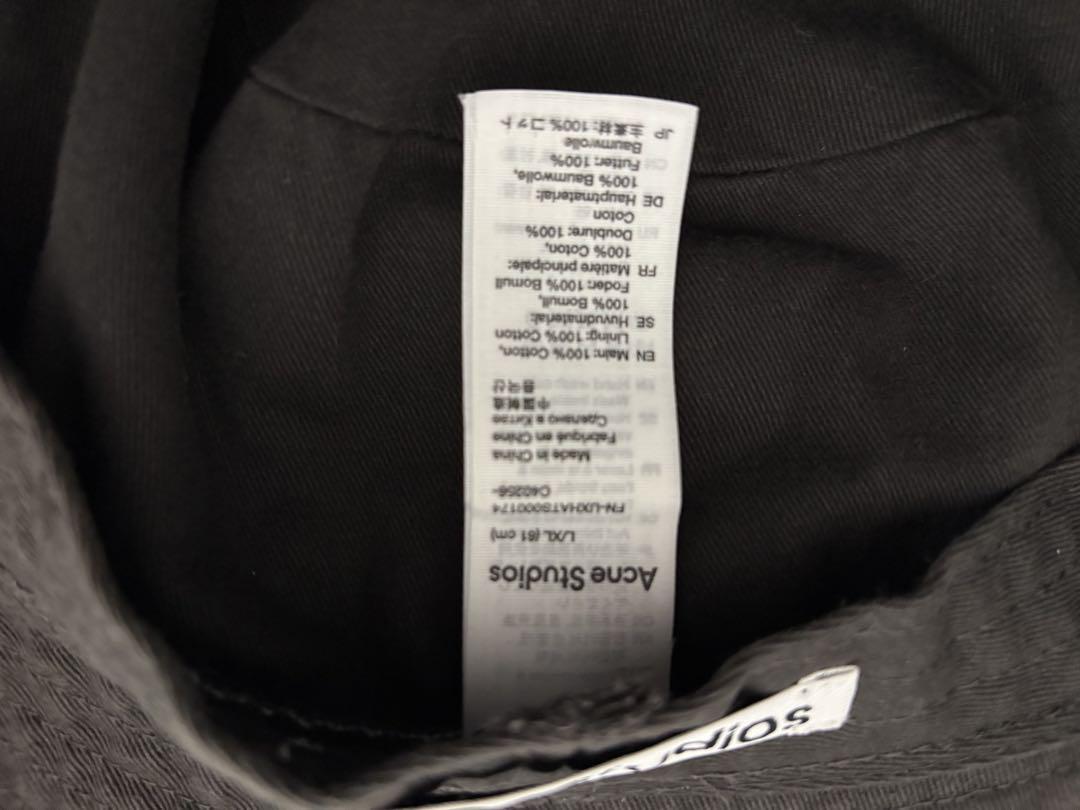 Acne Studios
L/XL (61 cm)
FN-UXHATS000174
C40256-
Made in China
Fabriqué en Chine
Сделано в Китае
中国制造
중국산
EN Main: 100% Cotton,
Lining: 100% Cotton
SE Huvudmaterial:
100% Bomull,
Foder: 100% Bomull
FR Matière principale:
100% Coton,
Doublure: 100%
Coton
DE Hauptmaterial:
100% Baumwolle,
Futter: 100%
Baumwolle
JP 主素材: 100% コット
udios